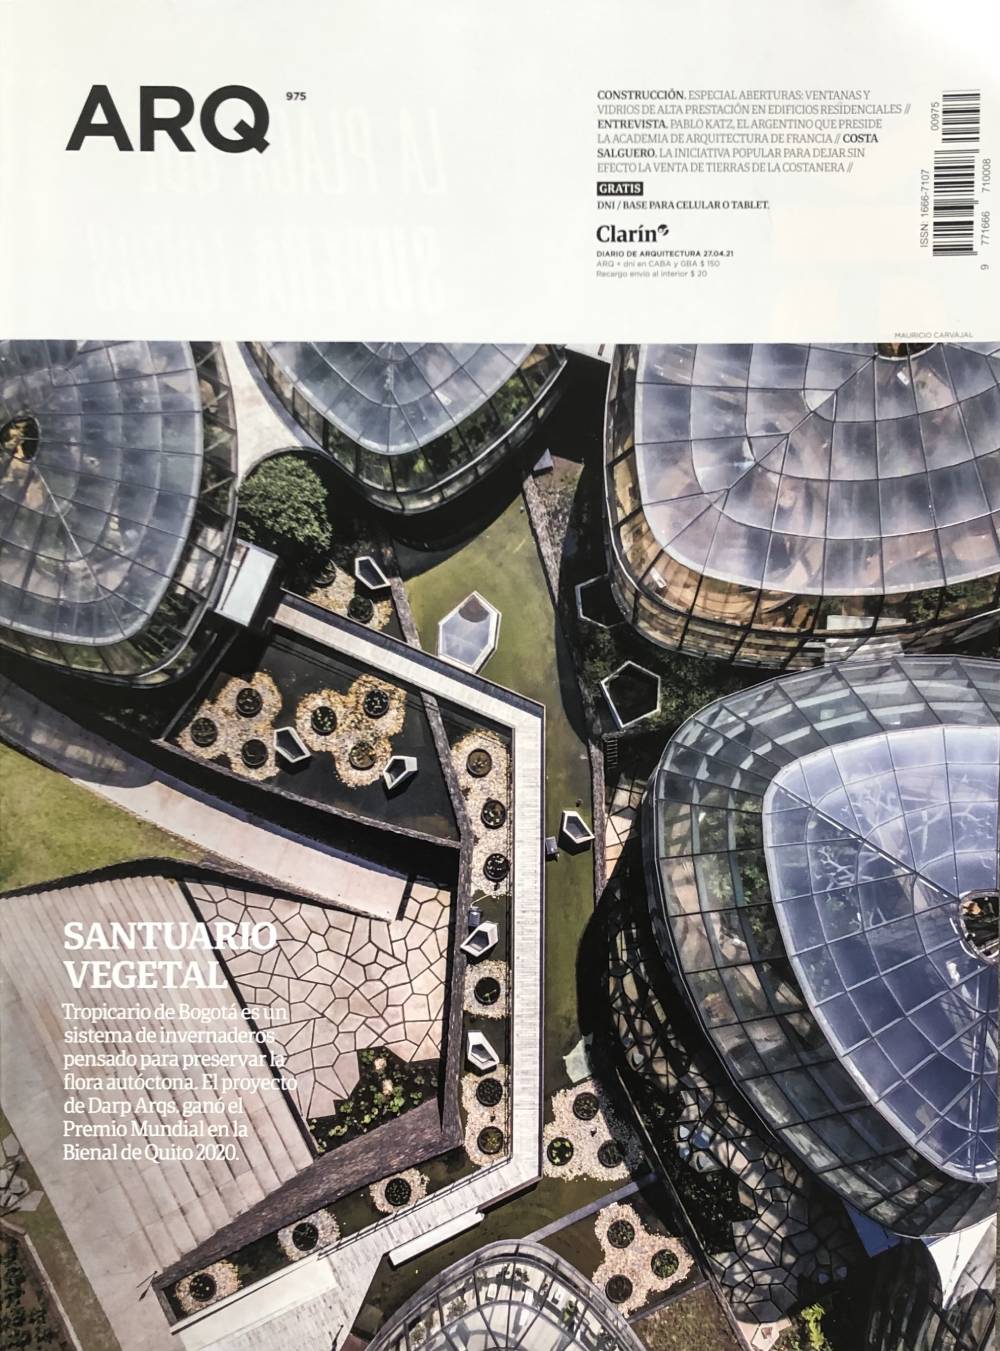 ARQ
975
CONSTRUCCIÓN. ESPECIAL ABERTURAS: VENTANAS Y
VIDRIOS DE ALTA PRESTACIÓN EN EDIFICIOS RESIDENCIALES //
ENTREVISTA. PABLO KATZ, EL ARGENTINO QUE PRESIDE
LA ACADEMIA DE ARQUITECTURA DE FRANCIA // COSTA
SALGUERO. LA INICIATIVA POPULAR PARA DEJAR SIN
EFECTO LA VENTA DE TIERRAS DE LA COSTANERA //
GRATIS
DNI / BASE PARA CELULAR O TABLET.
Clarín
DIARIO DE ARQUITECTURA 27.04.21
ARQ + dni en CABA y GBA $ 150
Recargo envío al interior $ 20
ISSN: 1666-7107
00975
9 771666 710008
MAURICIO CARVAJAL
SANTUARIO
VEGETAL
Tropicario de Bogotá es un
sistema de invernaderos
pensado para preservar la
flora autóctona. El proyecto
de Darp Arqs. ganó el
Premio Mundial en la
Bienal de Quito 2020.